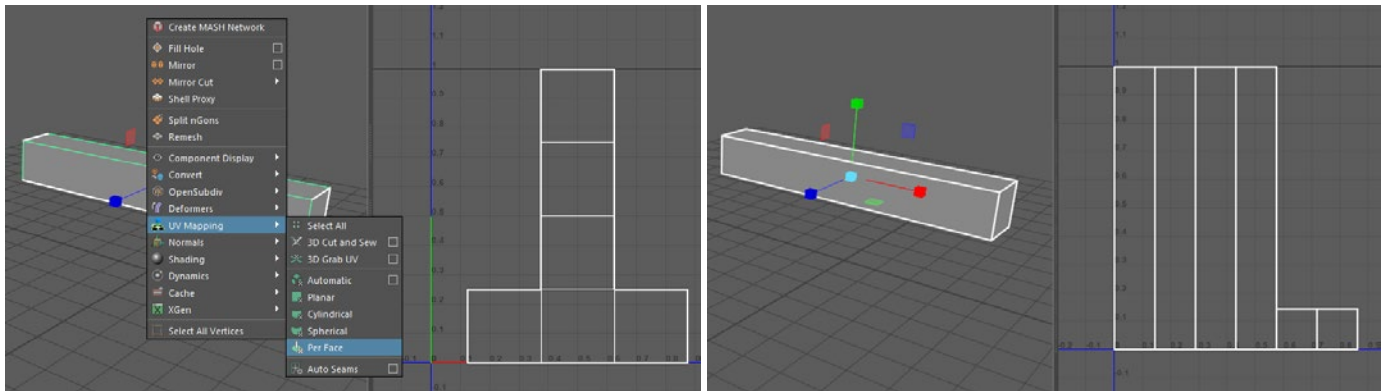 Create MASH Network
Fill Hole
Mirror
Mirror Cut
Shell Proxy
Split nGons
Remesh
Component Display
Convert
OpenSubdiv
Deformers
UV Mapping
Normals
Shading
Dynamics
Cache
XGen
Select All Vertices
Select All
3D Cut and Sew
3D Grab UV
Automatic
Planar
Cylindrical
Spherical
Per Face
Auto Seams